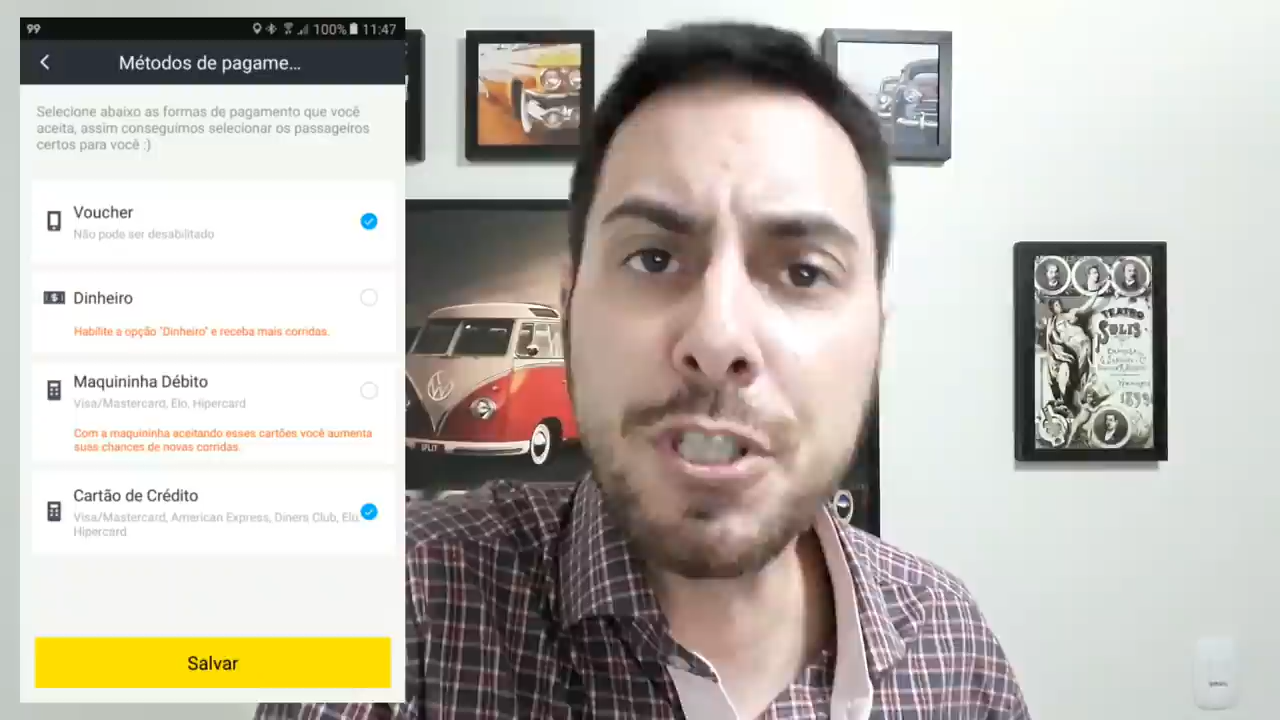 99
100% 11:47
Métodos de pagame...
Selecione abaixo as formas de pagamento que você
aceita, assim conseguimos selecionar os passageiros
certos para você :)
Voucher
Não pode ser desabilitado
Dinheiro
Habilite a opção "Dinheiro" e receba mais corridas.
Maquininha Débito
Visa/Mastercard, Elo, Hipercard
Com a maquininha aceitando esses cartões você aumenta
suas chances de novas corridas.
Cartão de Crédito
Visa/Mastercard, American Express, Diners Club, Elo,
Hipercard
Salvar
SPLIT
TEATRO
SOLIS
1899